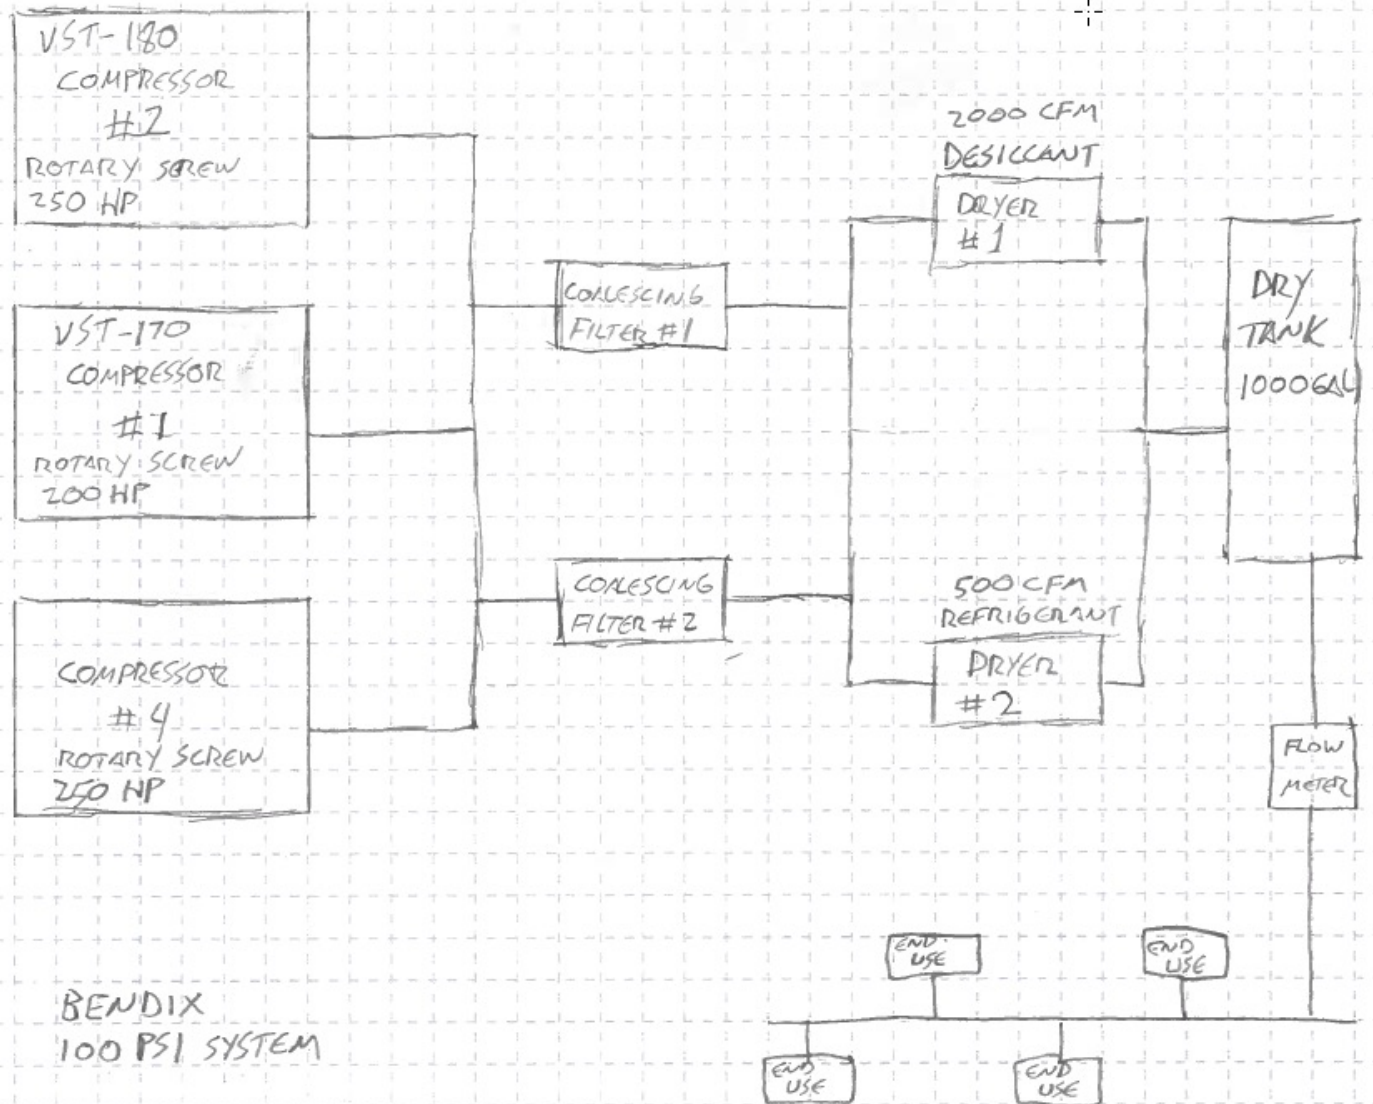 VST-180
COMPRESSOR
#2
ROTARY SCREW
250 HP
VST-170
COMPRESSOR
#1
ROTARY SCREW
200 HP
COMPRESSOR
#4
ROTARY SCREW
250 HP
COALESCING
FILTER #1
COALESCING
FILTER #2
2000 CFM
DESICCANT
DRYER
#1
500 CFM
REFRIGERANT
DRYER
#2
DRY
TANK
1000GAL
FLOW
METER
END
USE
END
USE
END
USE
END
USE
BENDIX
100 PSI SYSTEM